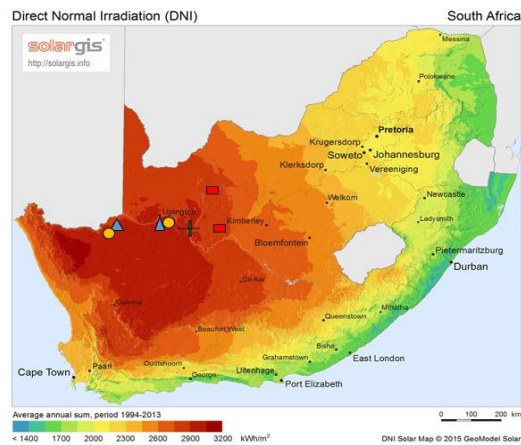 Direct Normal Irradiation (DNI)
South Africa
solargis
http://solargis.info
Messina
Polokwane
Pretoria
Krugersdorp
Soweto
Johannesburg
Vereeniging
Klerksdorp
Welkom
Newcastle
Upington
Kimberley
Ladysmith
Bloemfontein
Pietermaritzburg
Durban
De Aar
Calvinia
Mthatha
Queenstown
Beaufort West
Bisho
Grahamstown
East London
Oudtshoorn
Uitenhage
Paarl
George
Cape Town
Port Elizabeth
Average annual sum, period 1994-2013
0 100 200 km
< 1400 1700 2000 2300 2600 2900 3200 kWh/m²
DNI Solar Map © 2015 GeoModel Solar